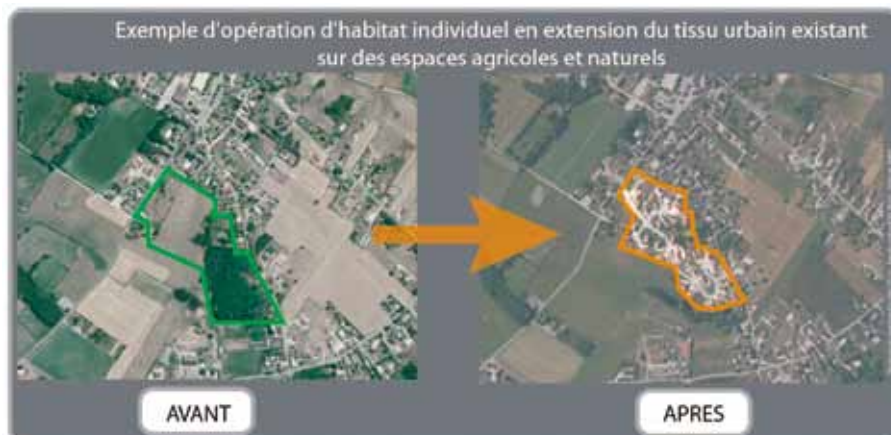 Exemple d'opération d'habitat individuel en extension du tissu urbain existant
sur des espaces agricoles et naturels
AVANT
APRES